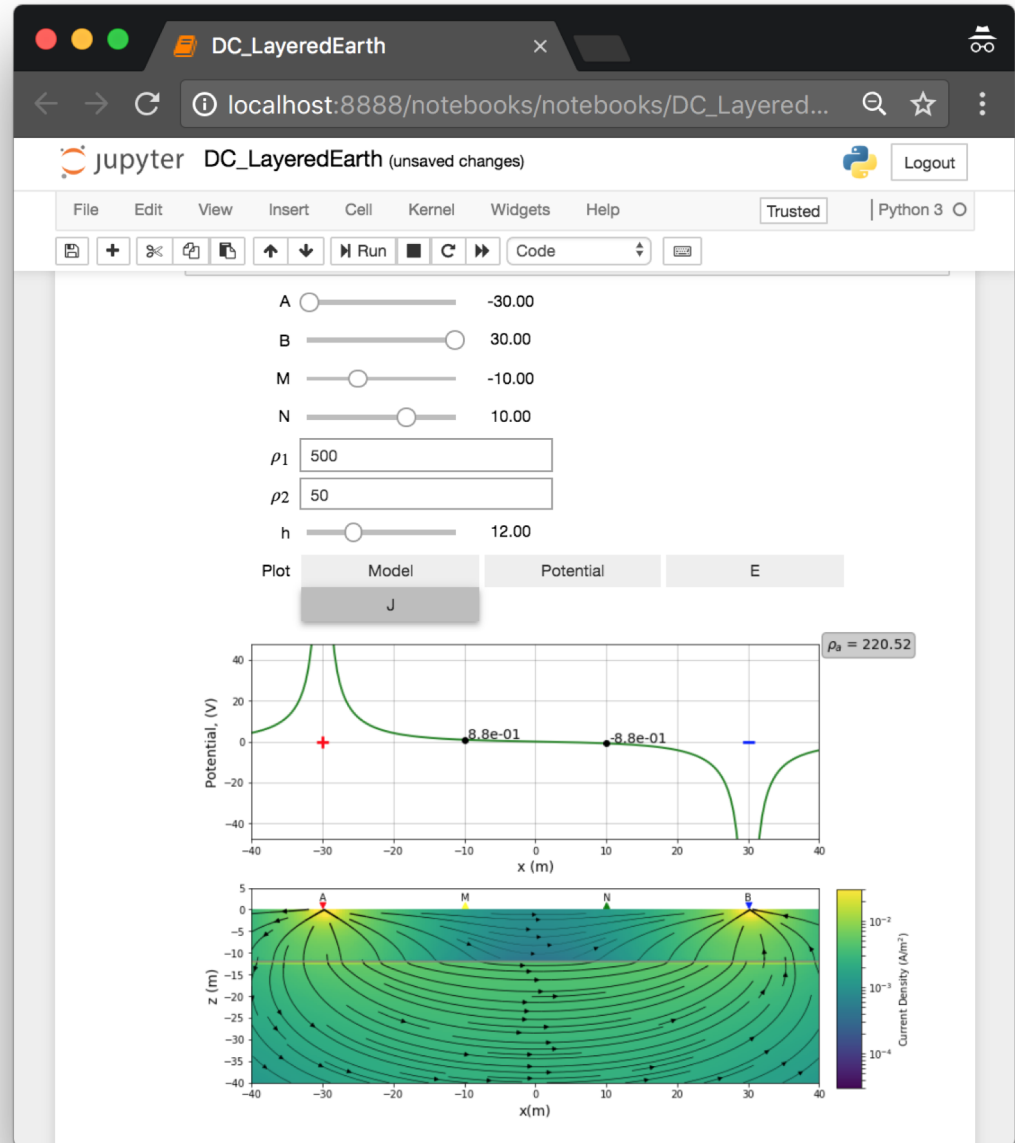 DC_LayeredEarth ×
localhost:8888/notebooks/notebooks/DC_Layered...
jupyter DC_LayeredEarth (unsaved changes) Logout
File Edit View Insert Cell Kernel Widgets Help Trusted Python 3
Run Code
A -30.00
B 30.00
M -10.00
N 10.00
ρ1 500
ρ2 50
h 12.00
Plot Model Potential E
J
ρa = 220.52
Potential, (V)
40
20
0
−20
−40
+
8.8e-01
-8.8e-01
−
−40 −30 −20 −10 0 10 20 30 40
x (m)
A M N B
z (m)
5
0
−5
−10
−15
−20
−25
−30
−35
−40
−40 −30 −20 −10 0 10 20 30 40
x(m)
10⁻²
10⁻³
10⁻⁴
Current Density (A/m²)